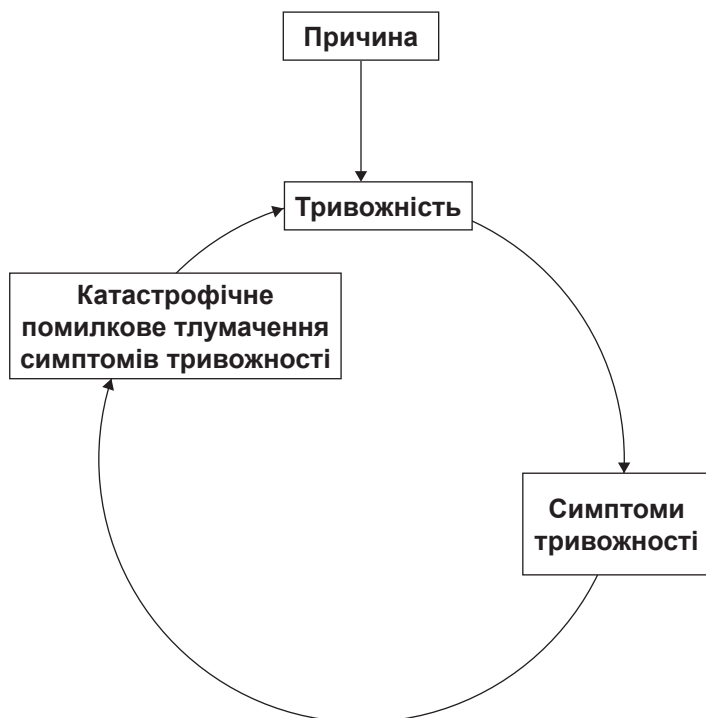 Причина
Тривожність
Катастрофічне
помилкове тлумачення
симптомів тривожності
Симптоми
тривожності